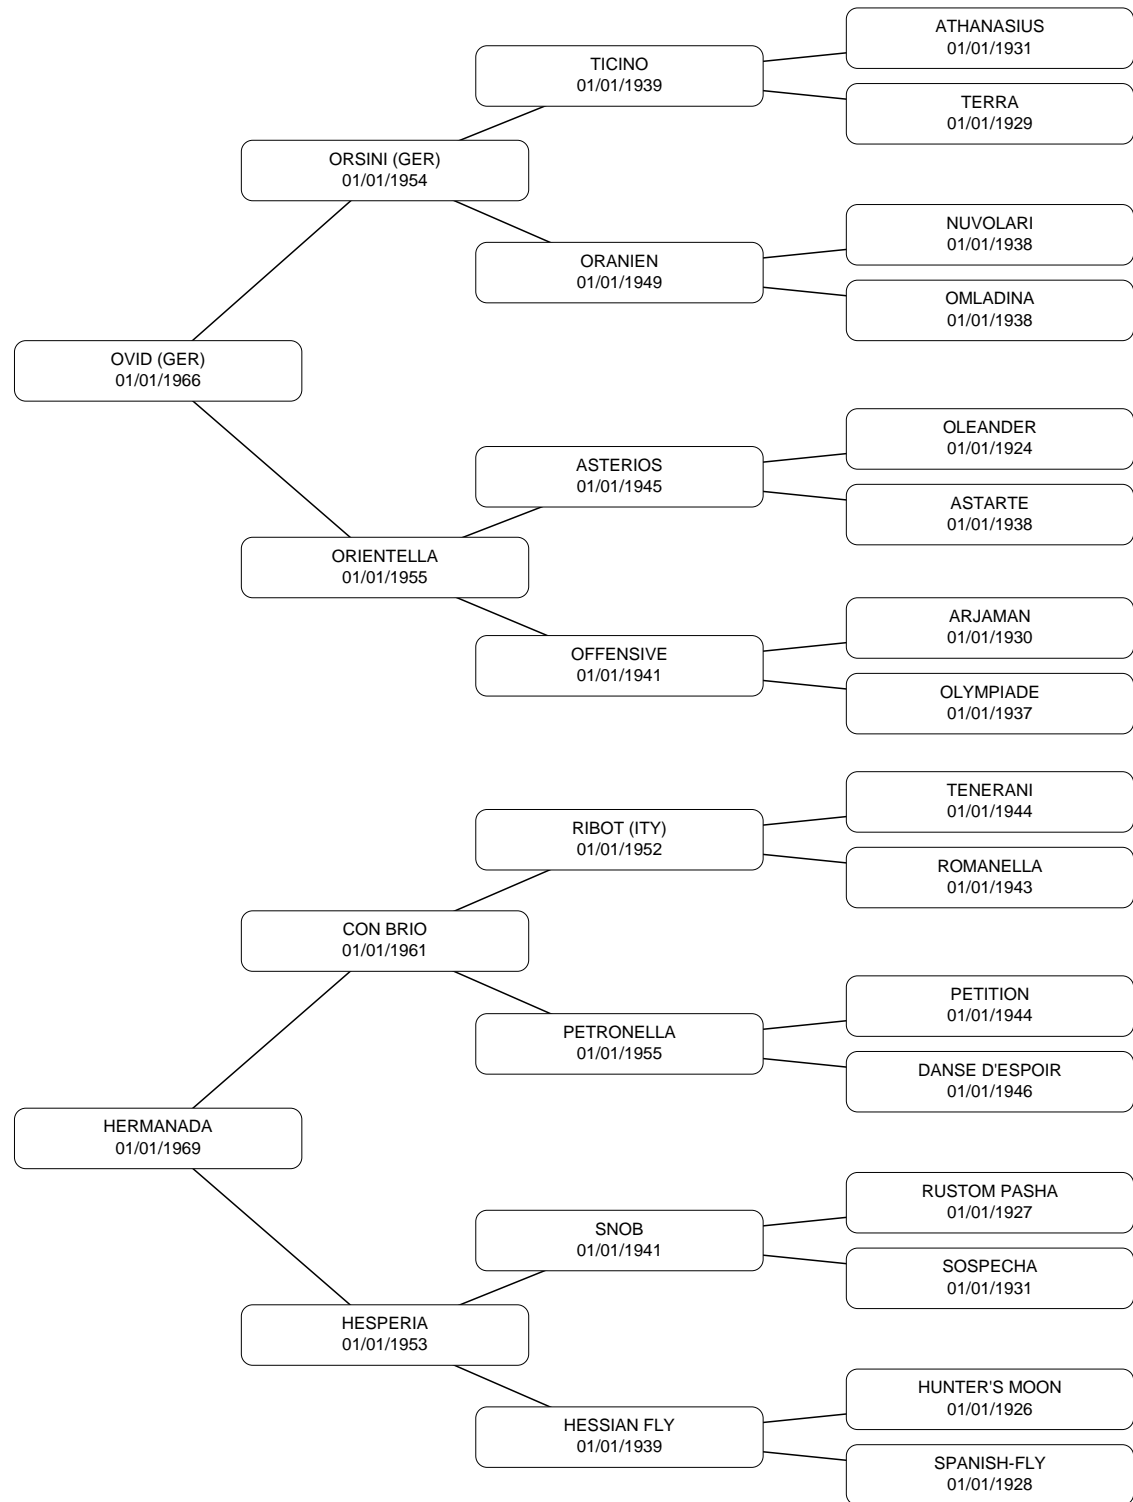 ATHANASIUS
01/01/1931
TICINO
01/01/1939
TERRA
01/01/1929
ORSINI (GER)
01/01/1954
NUVOLARI
01/01/1938
ORANIEN
01/01/1949
OMLADINA
01/01/1938
OVID (GER)
01/01/1966
OLEANDER
01/01/1924
ASTERIOS
01/01/1945
ASTARTE
01/01/1938
ORIENTELLA
01/01/1955
ARJAMAN
01/01/1930
OFFENSIVE
01/01/1941
OLYMPIADE
01/01/1937
TENERANI
01/01/1944
RIBOT (ITY)
01/01/1952
ROMANELLA
01/01/1943
CON BRIO
01/01/1961
PETITION
01/01/1944
PETRONELLA
01/01/1955
DANSE D'ESPOIR
01/01/1946
HERMANADA
01/01/1969
RUSTOM PASHA
01/01/1927
SNOB
01/01/1941
SOSPECHA
01/01/1931
HESPERIA
01/01/1953
HUNTER'S MOON
01/01/1926
HESSIAN FLY
01/01/1939
SPANISH-FLY
01/01/1928